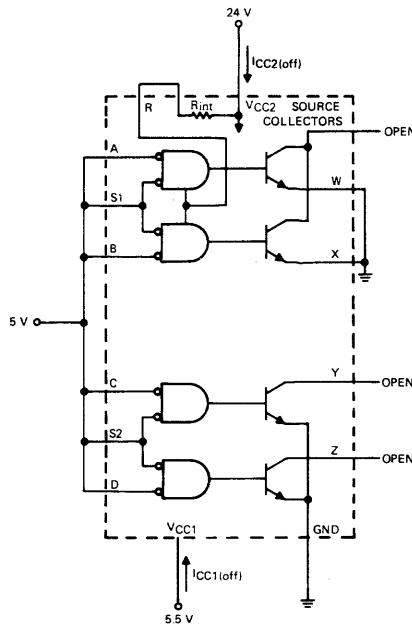 24 V
ICC2(off)
R
Rint
VCC2
SOURCE
COLLECTORS
OPEN
A
W
S1
B
X
5 V
C
Y
OPEN
S2
Z
OPEN
D
VCC1
GND
ICC1(off)
5.5 V